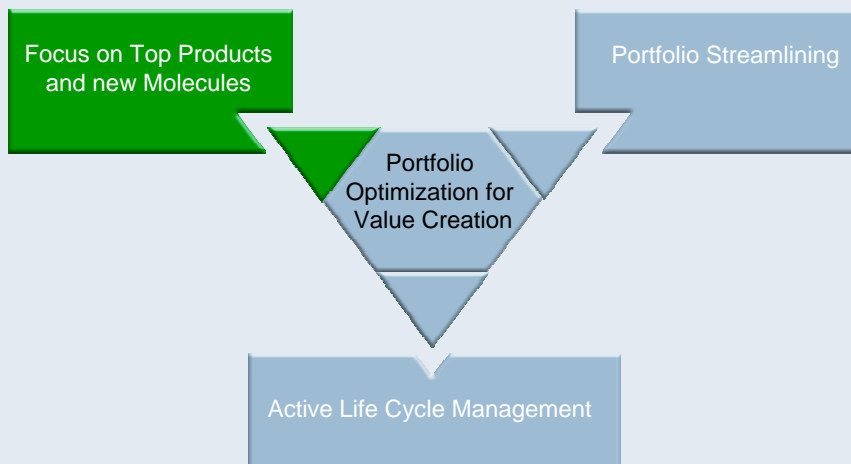 Focus on Top Products
and new Molecules
Portfolio Streamlining
Portfolio
Optimization for
Value Creation
Active Life Cycle Management